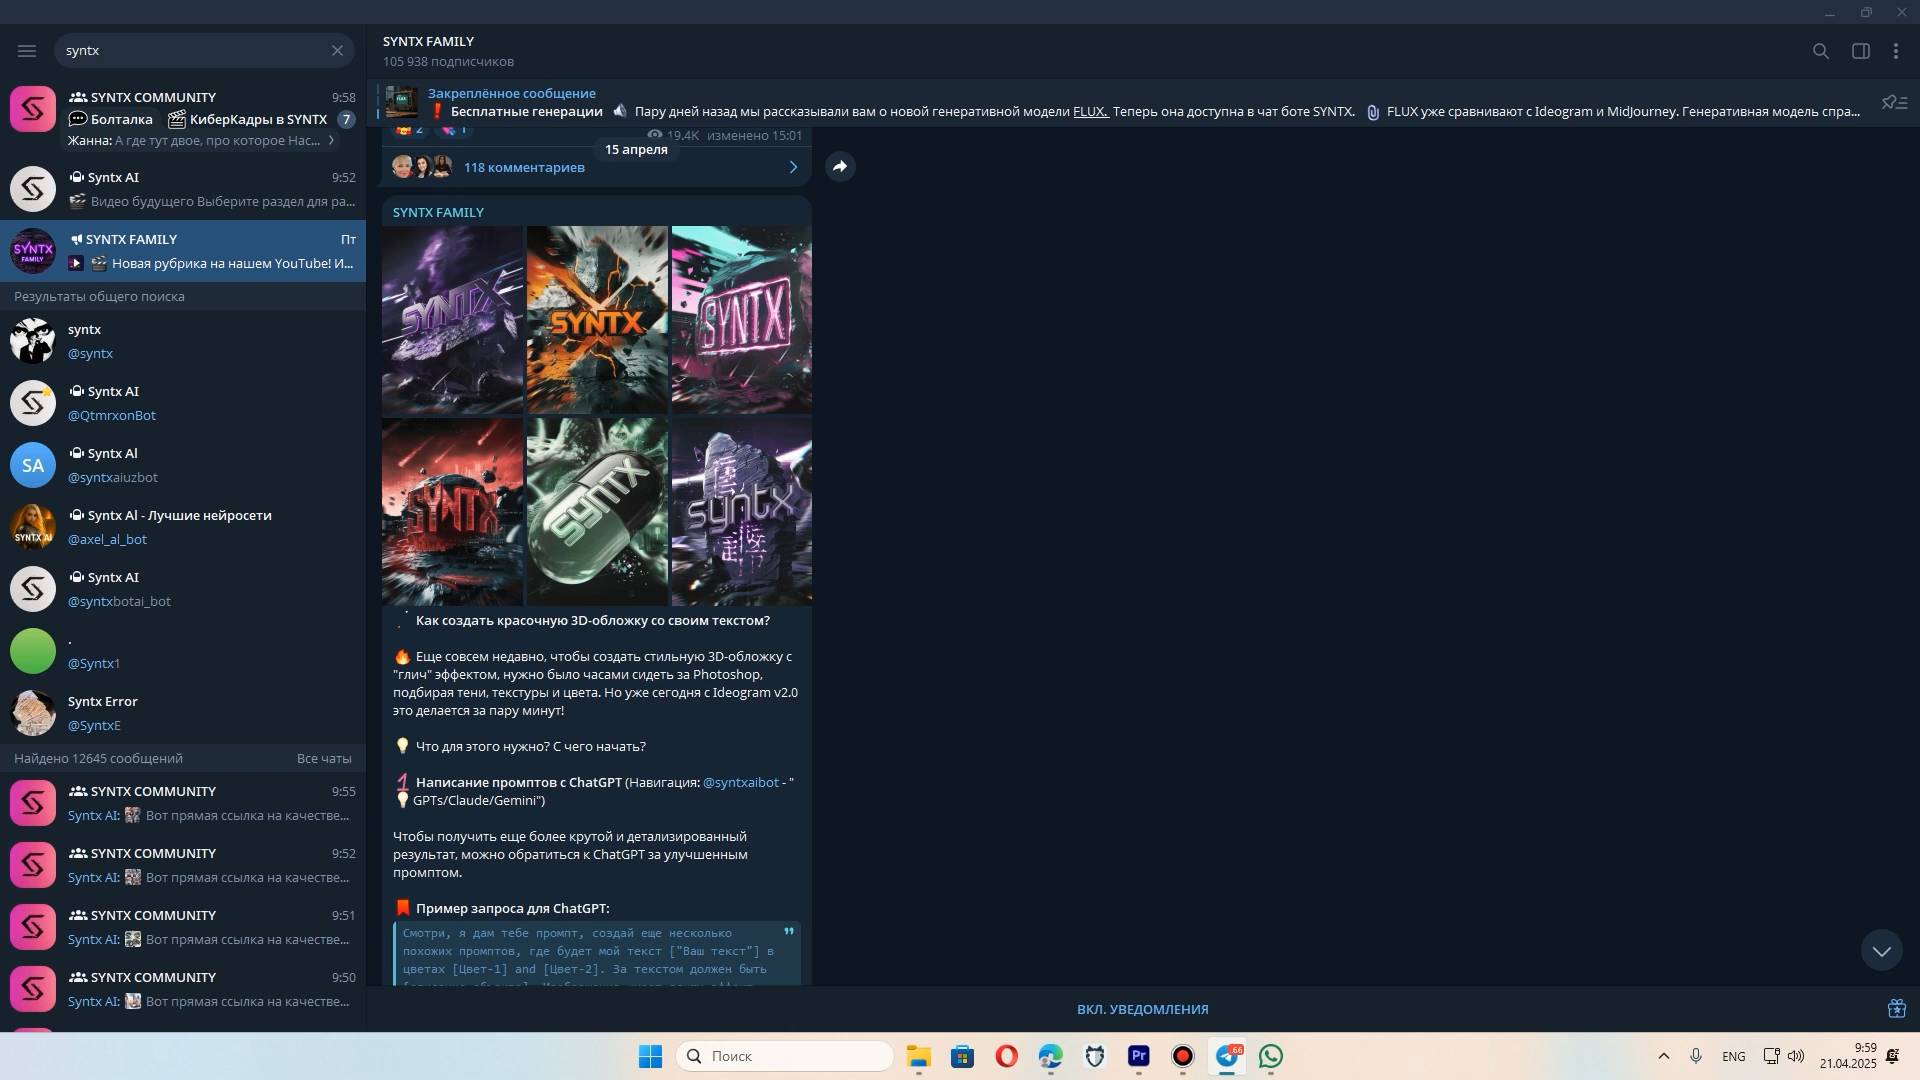 syntx
SYNTX COMMUNITY 9:58
Болталка КиберКадры в SYNTX 7
Жанна: А где тут двое, про которое Нас...
Syntx AI 9:52
Видео будущего Выберите раздел для ра...
SYNTX FAMILY Пт
Новая рубрика на нашем YouTube! И...
Результаты общего поиска
syntx
@syntx
Syntx AI
@QtmrxonBot
SA
Syntx Al
@syntxaiuzbot
Syntx Al - Лучшие нейросети
@axel_al_bot
Syntx AI
@syntxbotai_bot
.
@Syntx1
Syntx Error
@SyntxE
Найдено 12645 сообщений Все чаты
SYNTX COMMUNITY 9:55
Syntx AI: Вот прямая ссылка на качестве...
SYNTX COMMUNITY 9:52
Syntx AI: Вот прямая ссылка на качестве...
SYNTX COMMUNITY 9:51
Syntx AI: Вот прямая ссылка на качестве...
SYNTX COMMUNITY 9:50
Syntx AI: Вот прямая ссылка на качестве...
SYNTX FAMILY
105 938 подписчиков
Закреплённое сообщение
Бесплатные генерации Пару дней назад мы рассказывали вам о новой генеративной модели FLUX. Теперь она доступна в чат боте SYNTX. FLUX уже сравнивают с Ideogram и MidJourney. Генеративная модель спра...
2 1 19.4K изменено 15:01
15 апреля
118 комментариев
SYNTX FAMILY
SYNTX SYNTX SYNTX
SYNTX SYNTX syntx
Как создать красочную 3D-обложку со своим текстом?
Еще совсем недавно, чтобы создать стильную 3D-обложку с
"глич" эффектом, нужно было часами сидеть за Photoshop,
подбирая тени, текстуры и цвета. Но уже сегодня с Ideogram v2.0
это делается за пару минут!
Что для этого нужно? С чего начать?
1 Написание промптов с ChatGPT (Навигация: @syntxaibot - "
GPTs/Claude/Gemini")
Чтобы получить еще более крутой и детализированный
результат, можно обратиться к ChatGPT за улучшенным
промптом.
Пример запроса для ChatGPT:
Смотри, я дам тебе промпт, создай еще несколько
похожих промптов, где будет мой текст ["Ваш текст"] в
цветах [Цвет-1] and [Цвет-2]. За текстом должен быть
ВКЛ. УВЕДОМЛЕНИЯ
Поиск
Pr
66
ENG
9:59
21.04.2025